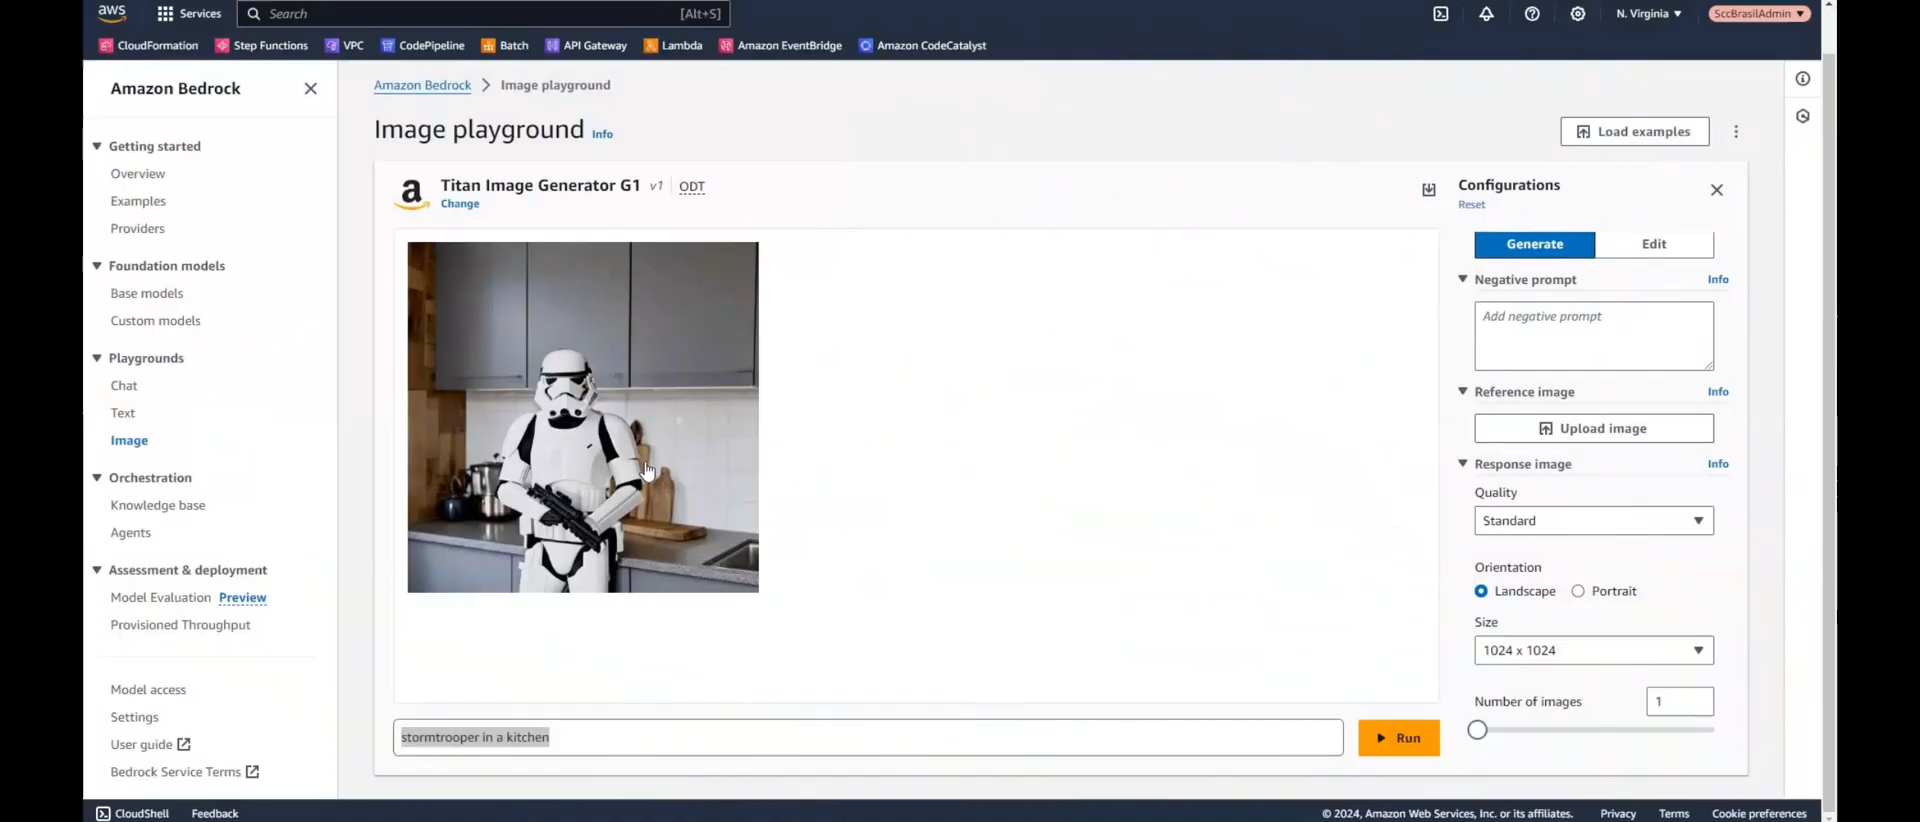 aws Services Search [Alt+S] N. Virginia SccBrasilAdmin
CloudFormation Step Functions VPC CodePipeline Batch API Gateway Lambda Amazon EventBridge Amazon CodeCatalyst
Amazon Bedrock
Getting started
Overview
Examples
Providers
Foundation models
Base models
Custom models
Playgrounds
Chat
Text
Image
Orchestration
Knowledge base
Agents
Assessment & deployment
Model Evaluation Preview
Provisioned Throughput
Model access
Settings
User guide
Bedrock Service Terms
Amazon Bedrock > Image playground
Image playground Info
Load examples
a Titan Image Generator G1 v1 ODT
Change
stormtrooper in a kitchen
Run
Configurations
Reset
Generate Edit
Negative prompt Info
Add negative prompt
Reference image Info
Upload image
Response image Info
Quality
Standard
Orientation
Landscape Portrait
Size
1024 x 1024
Number of images 1
CloudShell Feedback © 2024, Amazon Web Services, Inc. or its affiliates. Privacy Terms Cookie preferences